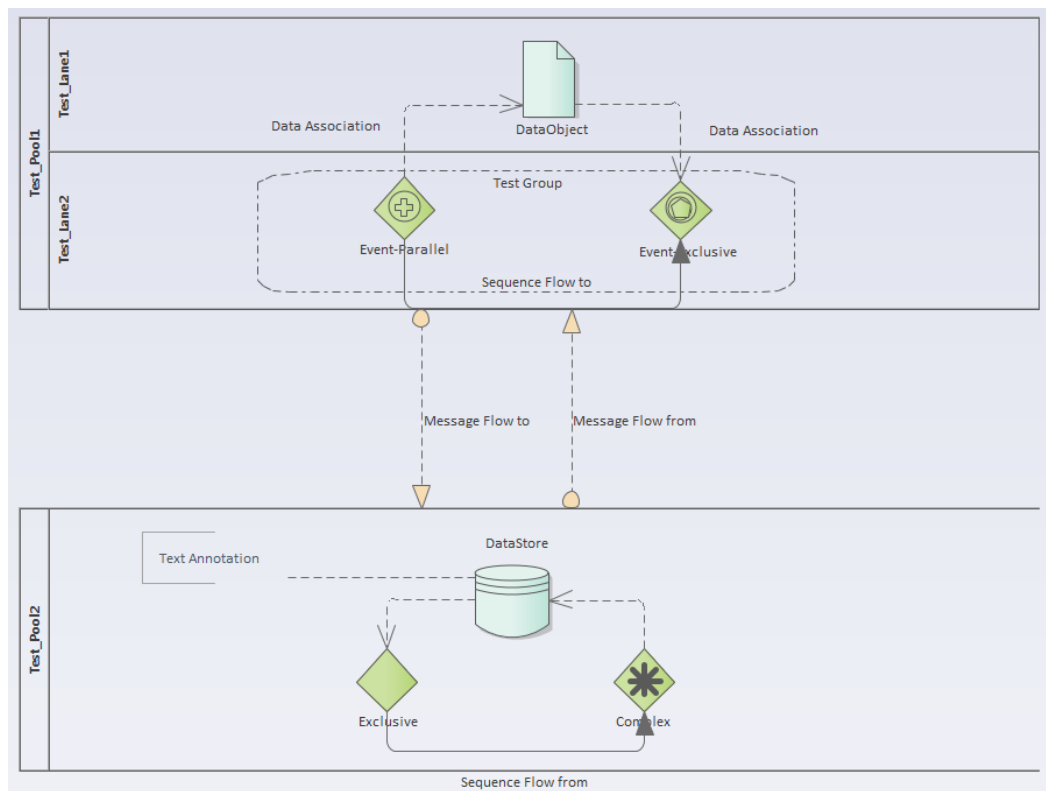 Test_Pool1
Test_Lane1
Data Association
DataObject
Data Association
Test_Lane2
Test Group
Event-Parallel
Event-Exclusive
Sequence Flow to
Message Flow to
Message Flow from
Test_Pool2
DataStore
Text Annotation
Exclusive
Complex
Sequence Flow from